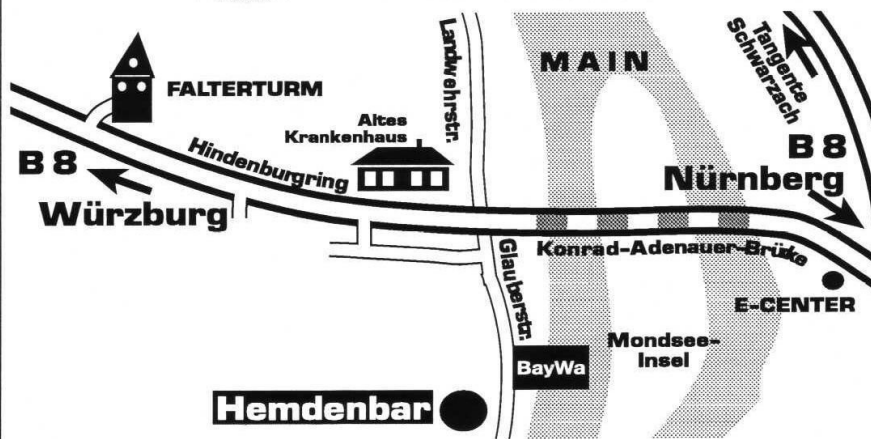 Landwehrstr.
MAIN
Tangente
Schwarzach
FALTERTURM
Altes
Krankenhaus
B 8
Hindenburgring
B 8
Nürnberg
Würzburg
Konrad-Adenauer-Brücke
Glauberstr.
E-CENTER
Mondsee-
Insel
BayWa
Hemdenbar